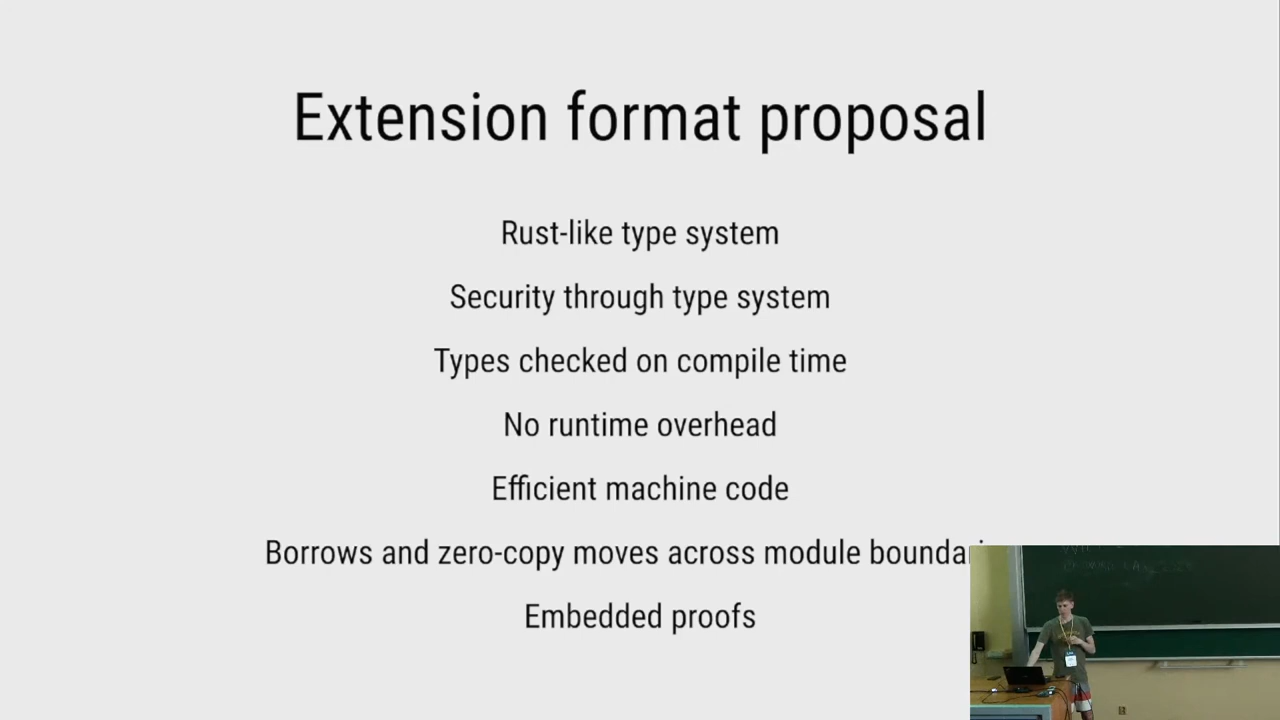 Extension format proposal
Rust-like type system
Security through type system
Types checked on compile time
No runtime overhead
Efficient machine code
Borrows and zero-copy moves across module
Embedded proofs